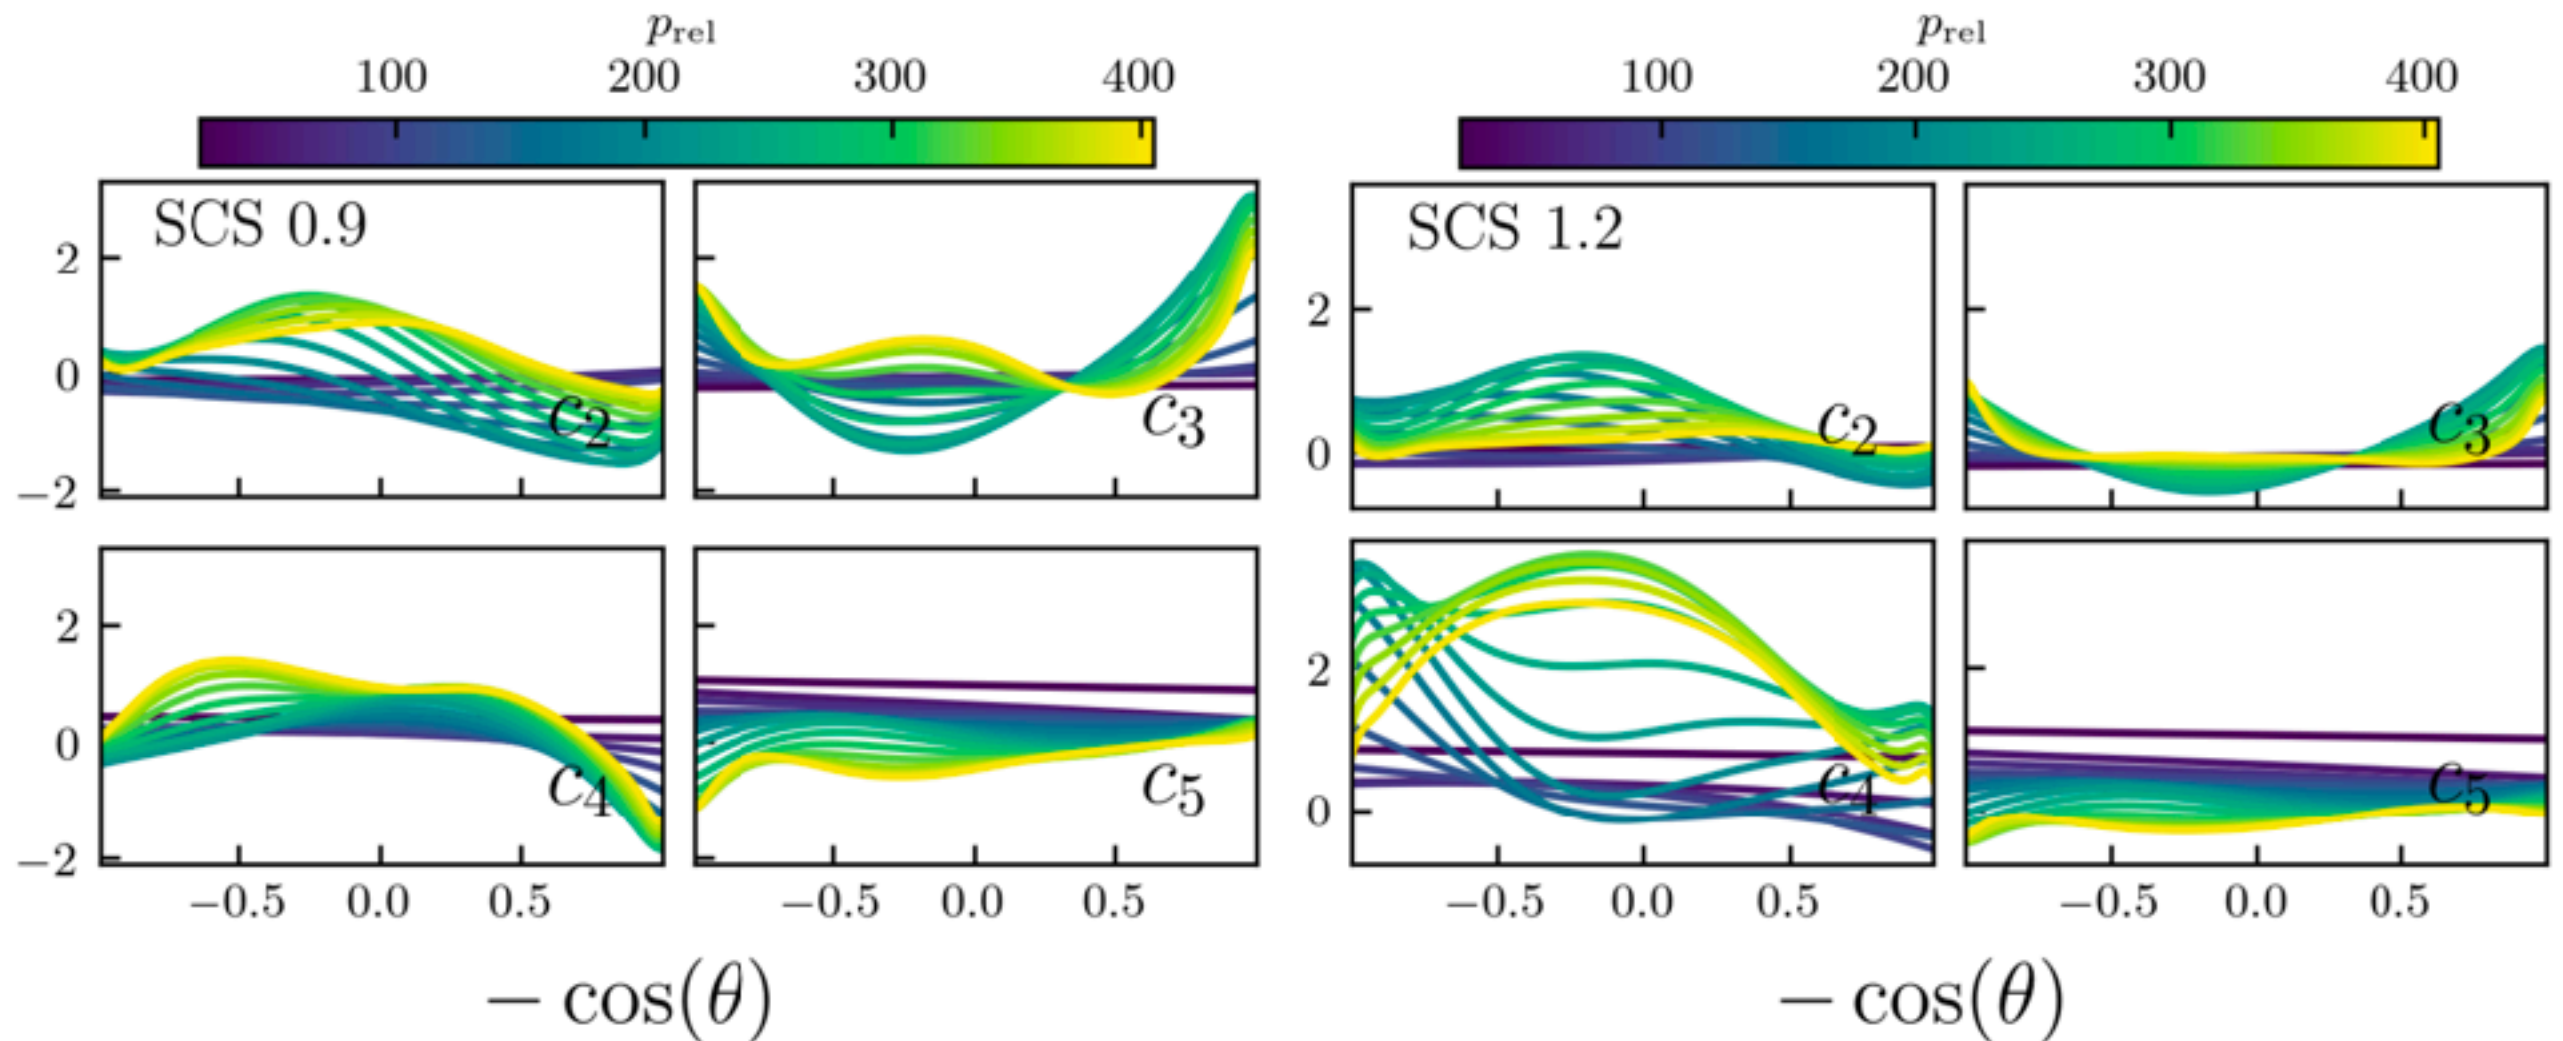 p_rel p_rel
100 200 300 400 100 200 300 400
SCS 0.9 SCS 1.2
2 2
0 0
−2
c_2 c_3 c_2 c_3
2 2
0 0
−2
c_4 c_5 c_4 c_5
−0.5 0.0 0.5 −0.5 0.0 0.5 −0.5 0.0 0.5 −0.5 0.0 0.5
− cos(θ) − cos(θ)